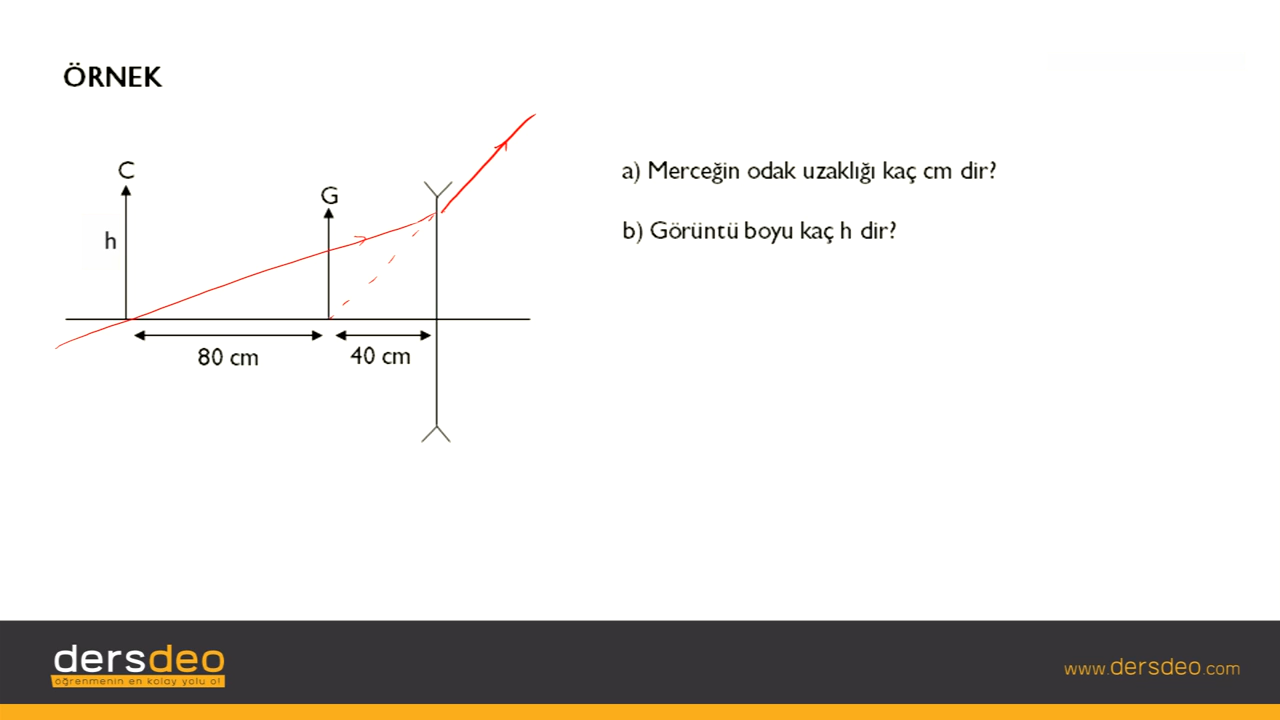 ÖRNEK
C
G
h
80 cm
40 cm
a) Merceğin odak uzaklığı kaç cm dir?
b) Görüntü boyu kaç h dir?
dersdeo
öğrenmenin en kolay yolu o!
www.dersdeo.com